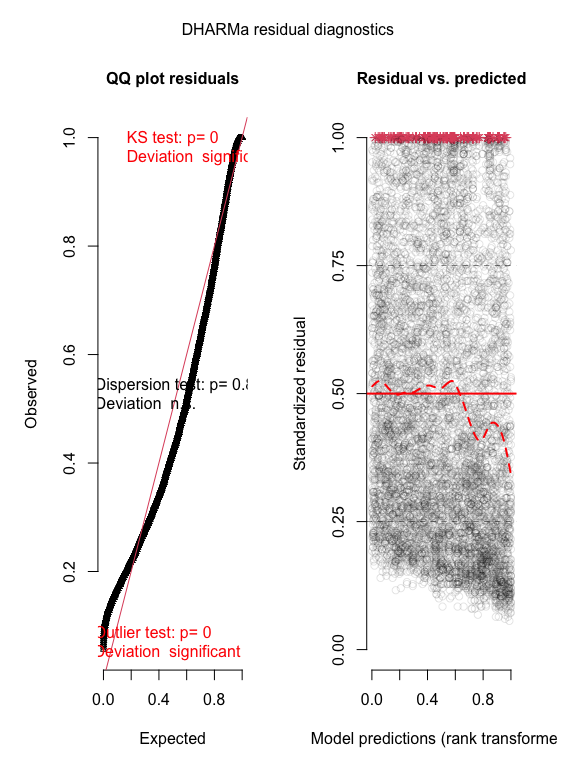 DHARMa residual diagnostics
QQ plot residuals
Observed
1.0
0.8
0.6
0.4
0.2
KS test: p= 0
Deviation signific
Dispersion test: p= 0.8
Deviation n.s.
Outlier test: p= 0
Deviation significant
0.0
0.4
0.8
Expected
Residual vs. predicted
Standardized residual
1.00
0.75
0.50
0.25
0.00
0.0
0.4
0.8
Model predictions (rank transforme